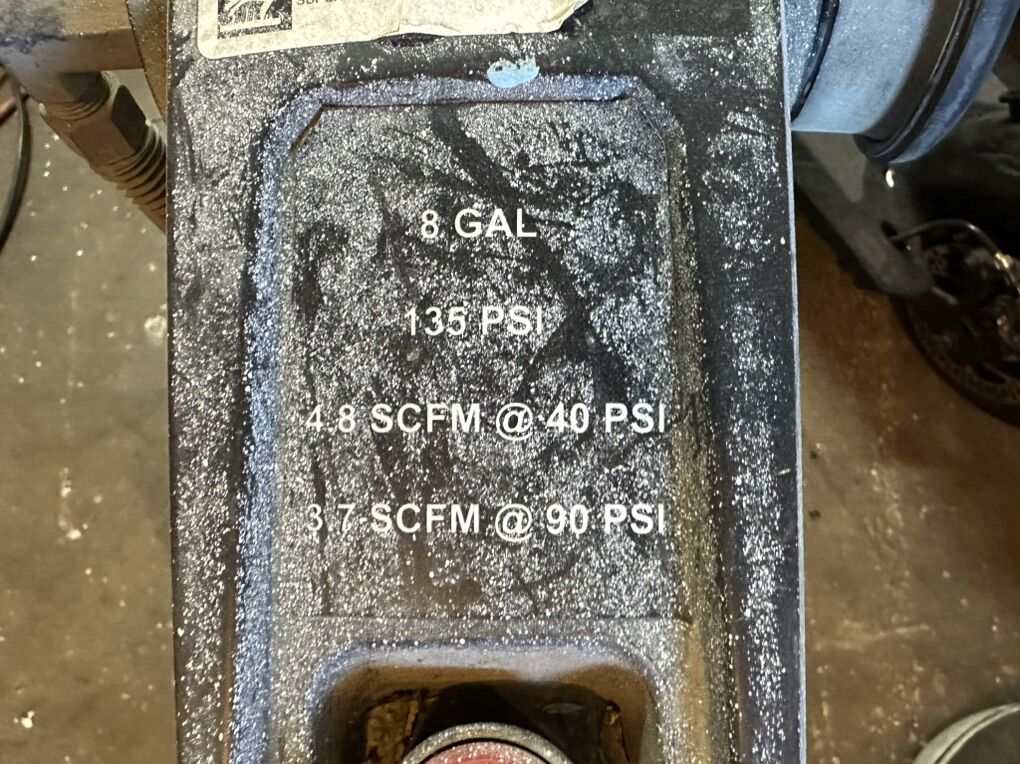 8 GAL
135 PSI
4.8 SCFM @ 40 PSI
3.7 SCFM @ 90 PSI